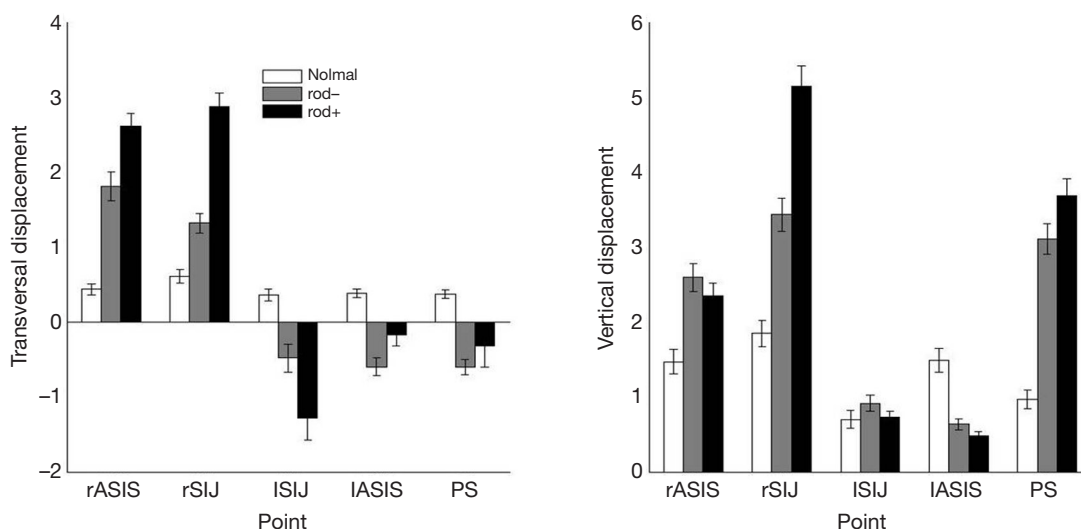 Transversal displacement
4
3
2
1
0
−1
−2
Nolmal
rod−
rod+
rASIS rSIJ lSIJ lASIS PS
Point
Vertical displacement
6
5
4
3
2
1
0
rASIS rSIJ lSIJ lASIS PS
Point